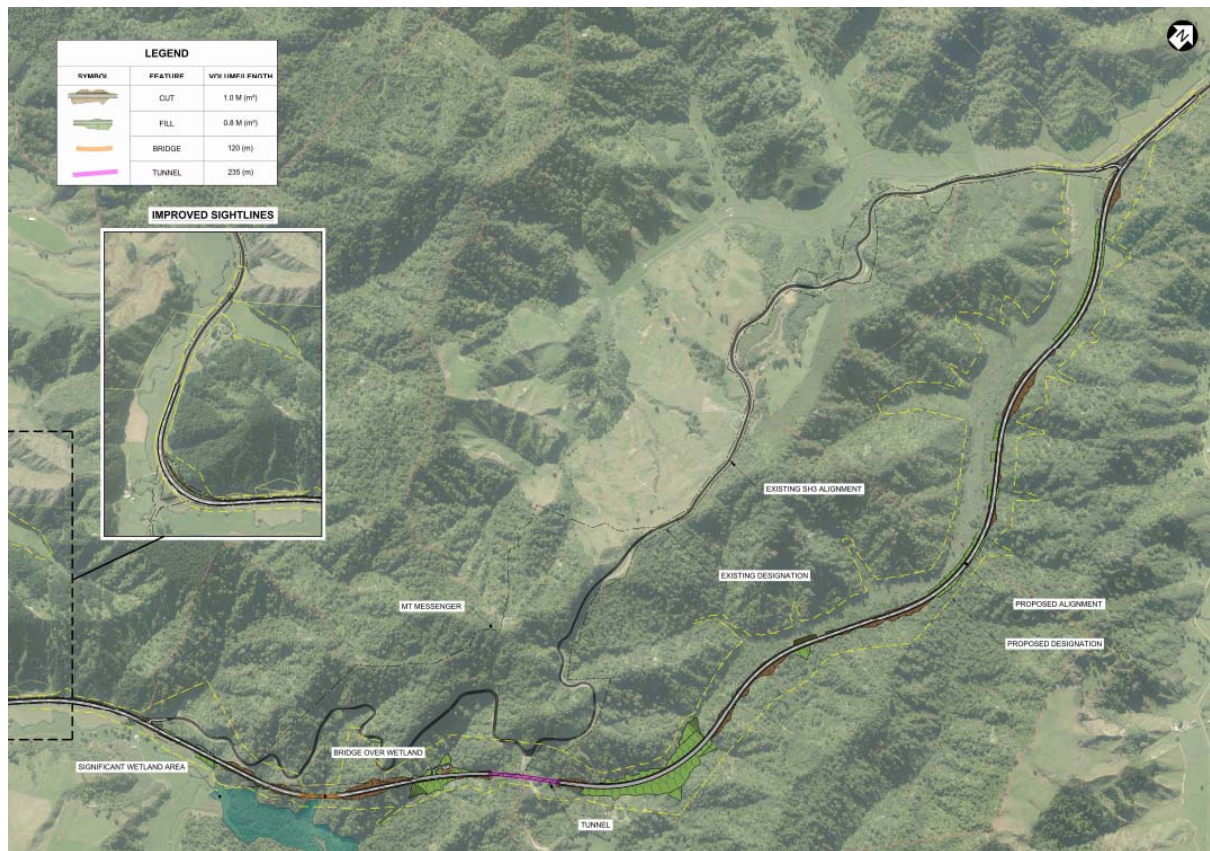 LEGEND
SYMBOL FEATURE VOLUME/LENGTH
CUT 1.0 M (m³)
FILL 0.8 M (m³)
BRIDGE 120 (m)
TUNNEL 235 (m)
IMPROVED SIGHTLINES
N
EXISTING SH3 ALIGNMENT
EXISTING DESIGNATION
MT MESSENGER
PROPOSED ALIGNMENT
PROPOSED DESIGNATION
BRIDGE OVER WETLAND
SIGNIFICANT WETLAND AREA
TUNNEL